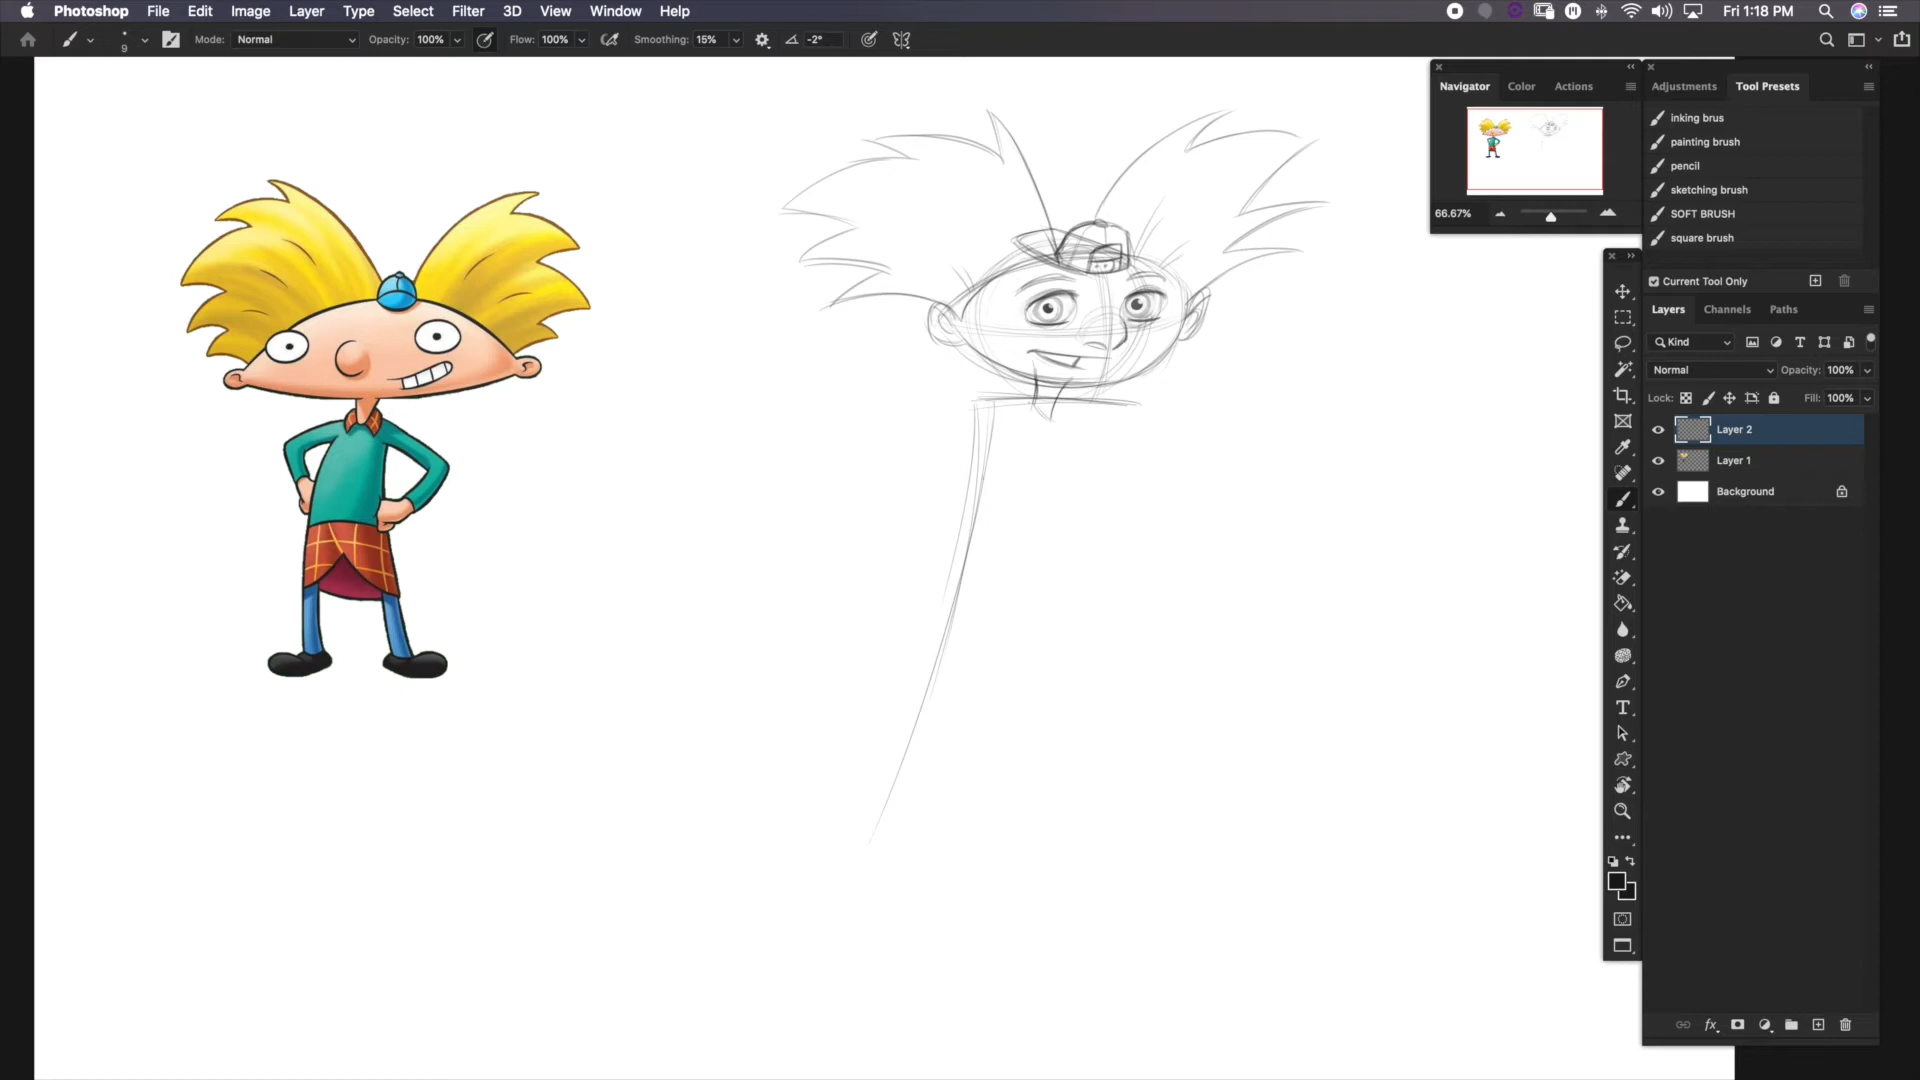 Photoshop File Edit Image Layer Type Select Filter 3D View Window Help Fri 1:18 PM
9 Mode: Normal Opacity: 100% Flow: 100% Smoothing: 15% -2°
Navigator Color Actions
66.67%
Adjustments Tool Presets
inking brus
painting brush
pencil
sketching brush
SOFT BRUSH
square brush
Current Tool Only
Layers Channels Paths
Kind
Normal Opacity: 100%
Lock: Fill: 100%
Layer 2
Layer 1
Background